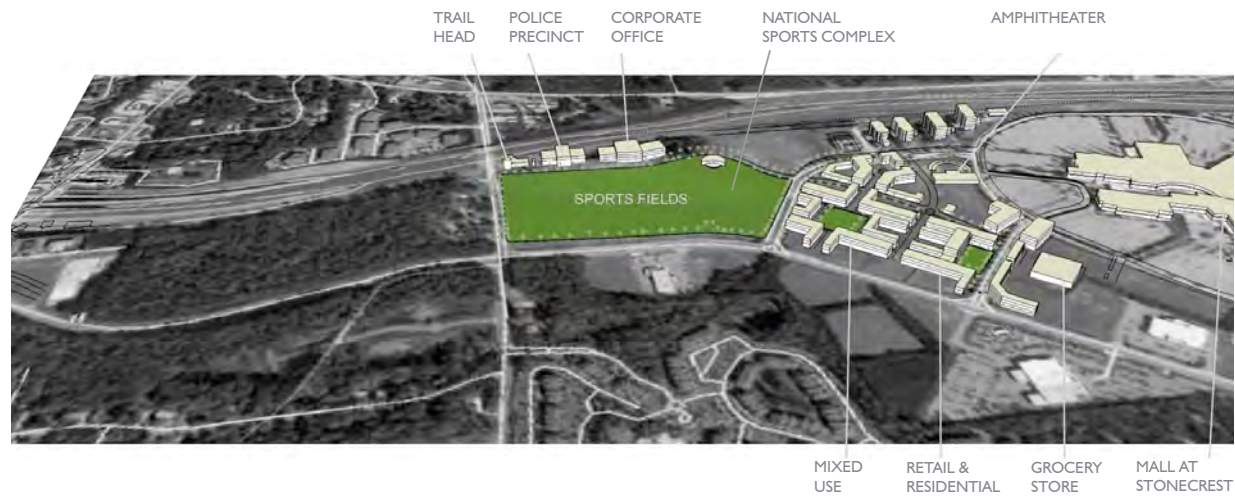 TRAIL
HEAD
POLICE
PRECINCT
CORPORATE
OFFICE
NATIONAL
SPORTS COMPLEX
AMPHITHEATER
SPORTS FIELDS
MIXED
USE
RETAIL &
RESIDENTIAL
GROCERY
STORE
MALL AT
STONECREST